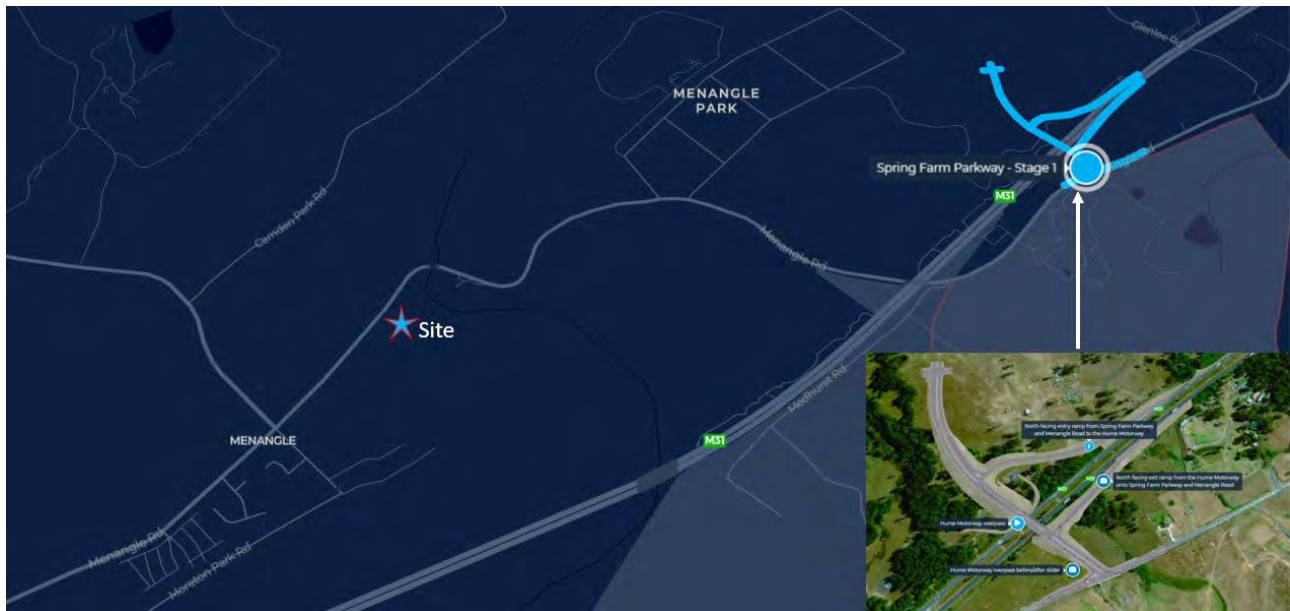 Glenlee Rd
MENANGLE
PARK
Spring Farm Parkway - Stage 1
M31
Camden Park Rd
Menangle Rd
Site
Medhurst Rd
M31
MENANGLE
Menangle Rd
Moreton Park Rd
M31
North facing entry ramp from Spring Farm Parkway
and Menangle Road to the Hume Motorway
M31
M31
North facing exit ramp from the Hume Motorway
onto Spring Farm Parkway and Menangle Road
Hume Motorway overpass
Hume Motorway overpass before/after slider